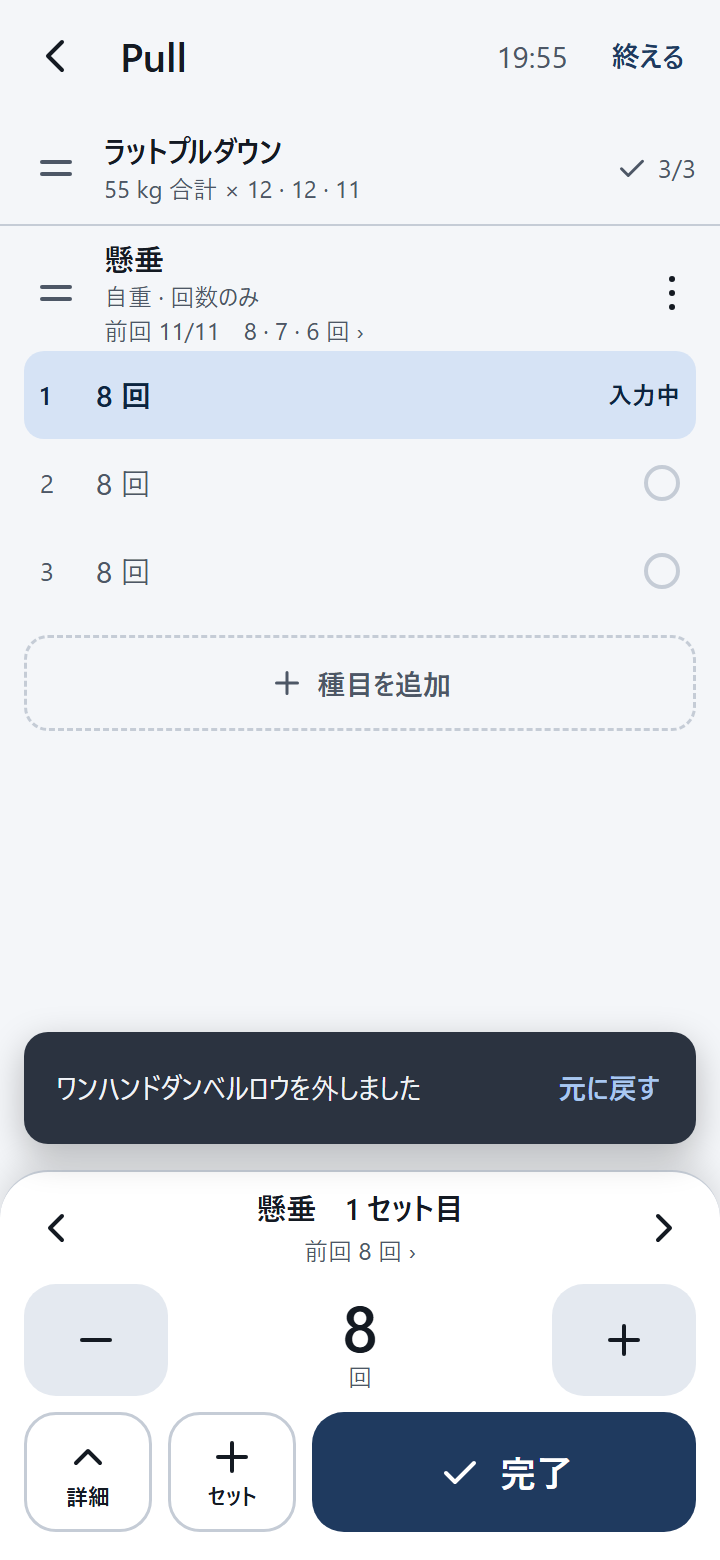 Pull 19:55 終える
ラットプルダウン
55 kg 合計 × 12 · 12 · 11 3/3
懸垂
自重 · 回数のみ
前回 11/11 8 · 7 · 6 回 ›
1 8 回 入力中
2 8 回
3 8 回
種目を追加
ワンハンドダンベルロウを外しました 元に戻す
懸垂 1 セット目
前回 8 回 ›
8
回
詳細 セット 完了